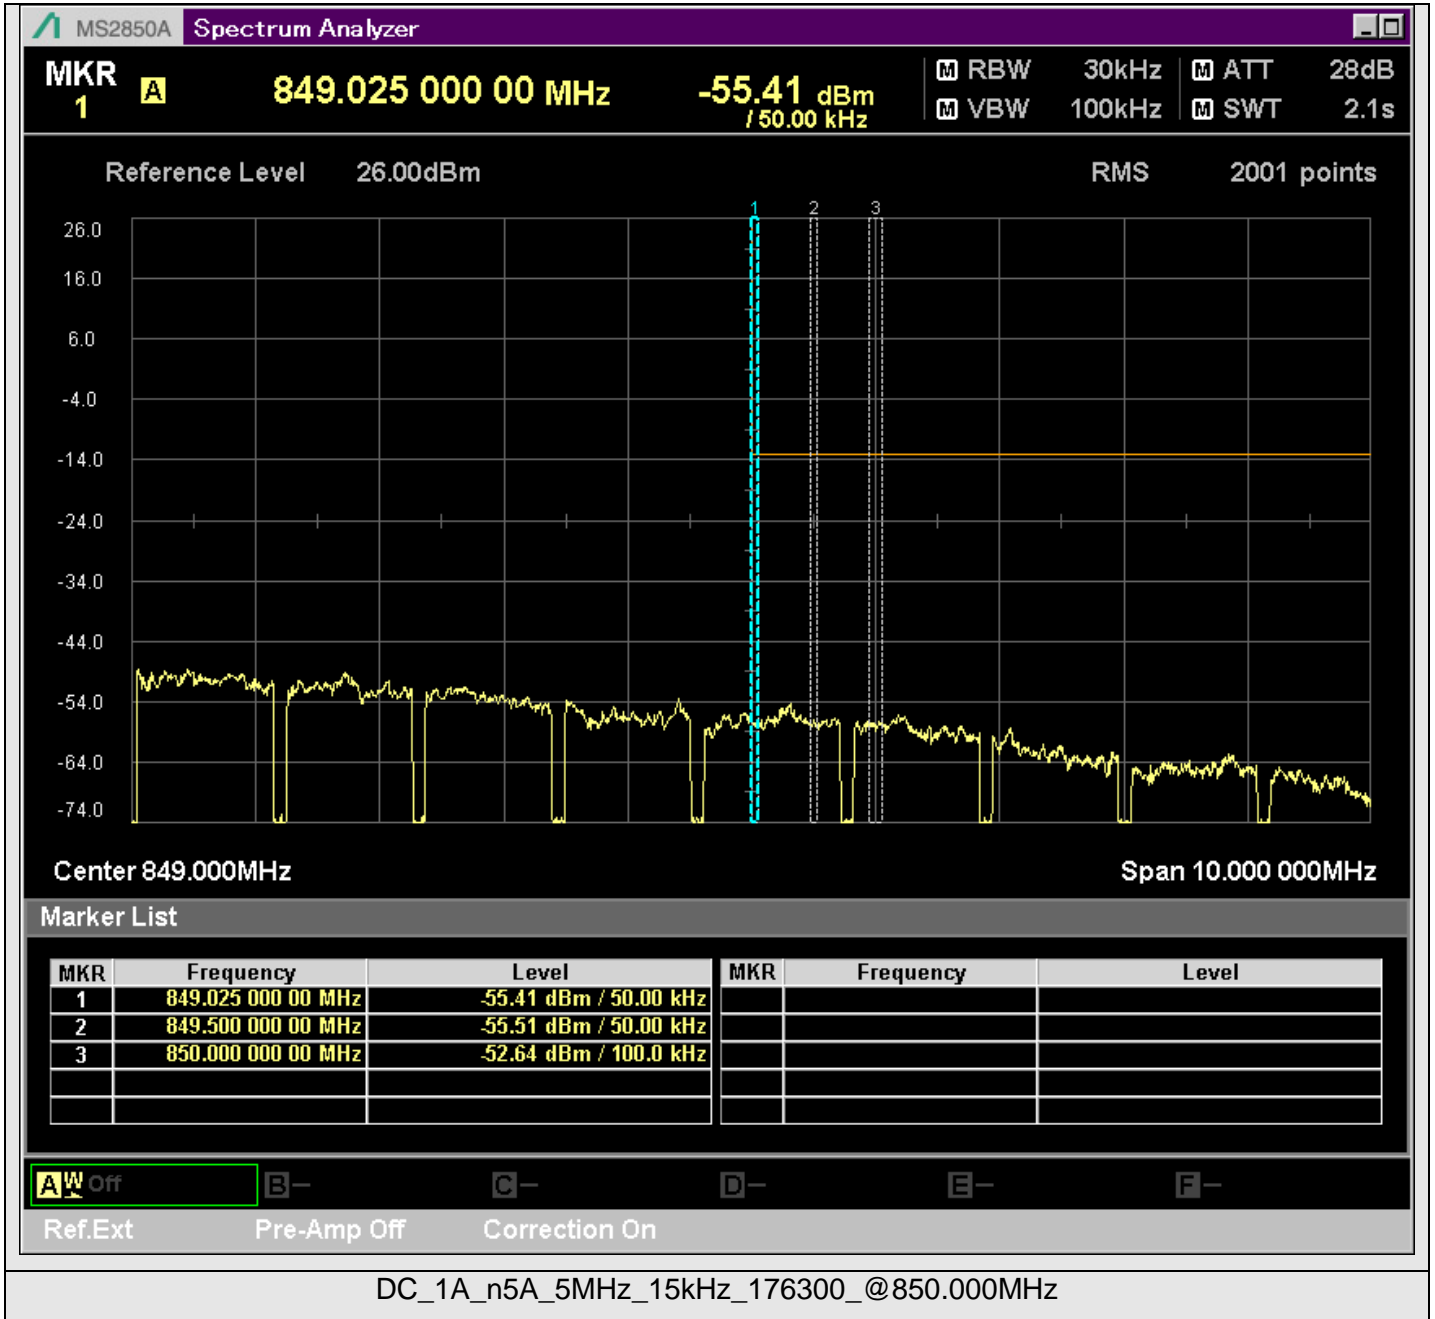 MS2850A Spectrum Analyzer
MKR 1 A 849.025 000 00 MHz -55.41 dBm / 50.00 kHz
M RBW 30kHz M ATT 28dB
M VBW 100kHz M SWT 2.1s
Reference Level 26.00dBm RMS 2001 points
1 2 3
26.0
16.0
6.0
-4.0
-14.0
-24.0
-34.0
-44.0
-54.0
-64.0
-74.0
Center 849.000MHz Span 10.000 000MHz
Marker List
MKR Frequency Level MKR Frequency Level
1 849.025 000 00 MHz -55.41 dBm / 50.00 kHz
2 849.500 000 00 MHz -55.51 dBm / 50.00 kHz
3 850.000 000 00 MHz -52.64 dBm / 100.0 kHz
A W Off B — C — D — E — F —
Ref.Ext Pre-Amp Off Correction On
DC_1A_n5A_5MHz_15kHz_176300_@850.000MHz